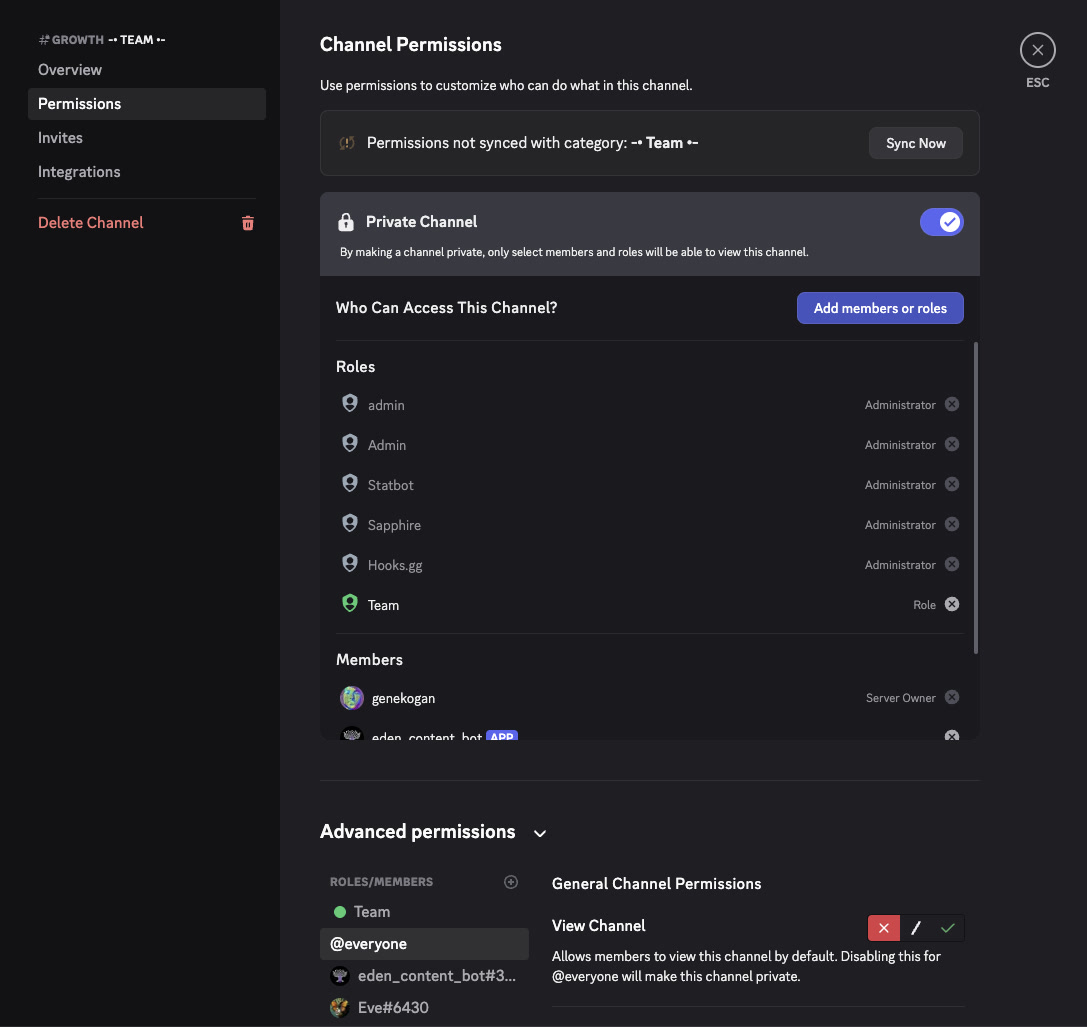 GROWTH -• TEAM •-
Overview
Permissions
Invites
Integrations
Delete Channel
Channel Permissions
ESC
Use permissions to customize who can do what in this channel.
Permissions not synced with category: -• Team •-
Sync Now
Private Channel
By making a channel private, only select members and roles will be able to view this channel.
Who Can Access This Channel?
Add members or roles
Roles
admin Administrator
Admin Administrator
Statbot Administrator
Sapphire Administrator
Hooks.gg Administrator
Team Role
Members
genekogan Server Owner
eden_content_bot APP
Advanced permissions
ROLES/MEMBERS
Team
@everyone
eden_content_bot#3...
Eve#6430
General Channel Permissions
View Channel
Allows members to view this channel by default. Disabling this for
@everyone will make this channel private.